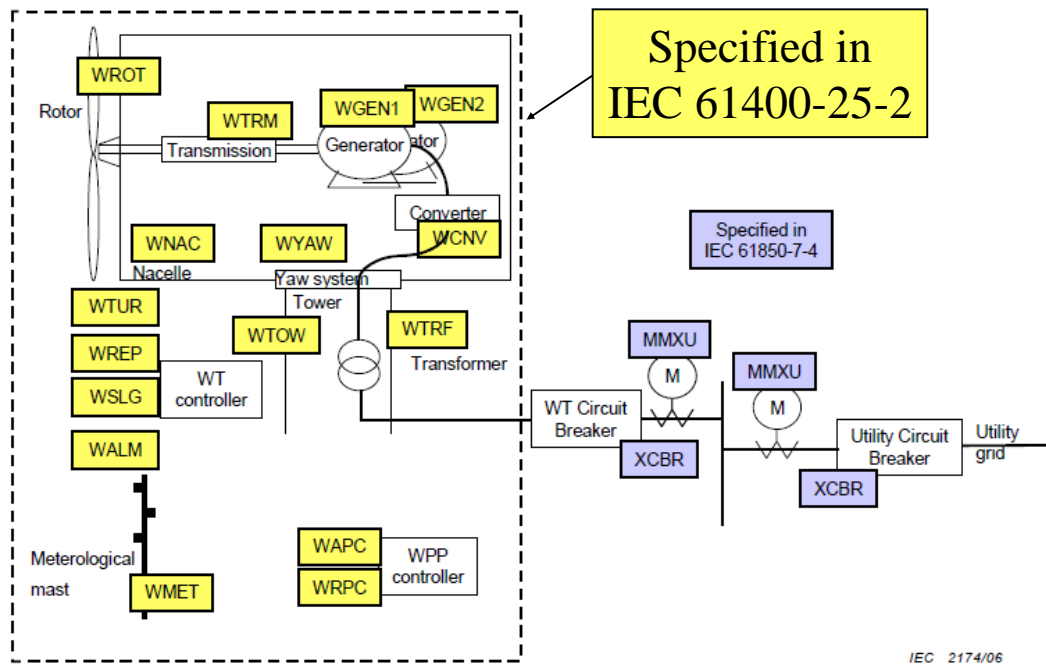 Specified in
IEC 61400-25-2
WROT
Rotor
WTRM
Transmission
WGEN1
WGEN2
Generator
ator
Converter
WCNV
WNAC
Nacelle
WYAW
Yaw system
Tower
WTUR
WREP
WSLG
WT
controller
WALM
WTOW
WTRF
Transformer
Meterological
mast
WMET
WAPC
WRPC
WPP
controller
Specified in
IEC 61850-7-4
MMXU
M
MMXU
M
WT Circuit
Breaker
XCBR
Utility Circuit
Breaker
XCBR
Utility
grid
IEC 2174/06